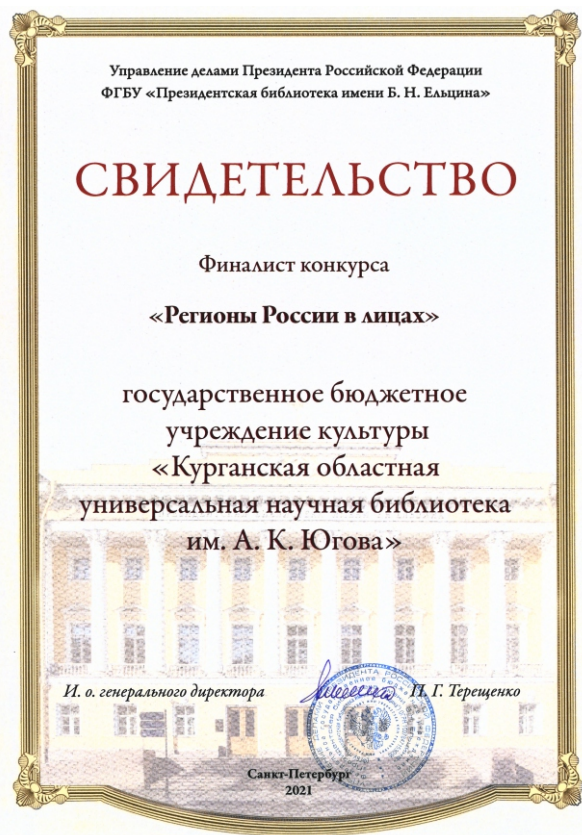 Управление делами Президента Российской Федерации
ФГБУ «Президентская библиотека имени Б. Н. Ельцина»
СВИДЕТЕЛЬСТВО
Финалист конкурса
«Регионы России в лицах»
государственное бюджетное
учреждение культуры
«Курганская областная
универсальная научная библиотека
им. А. К. Югова»
И. о. генерального директора
П. Г. Терещенко
Санкт-Петербург
2021